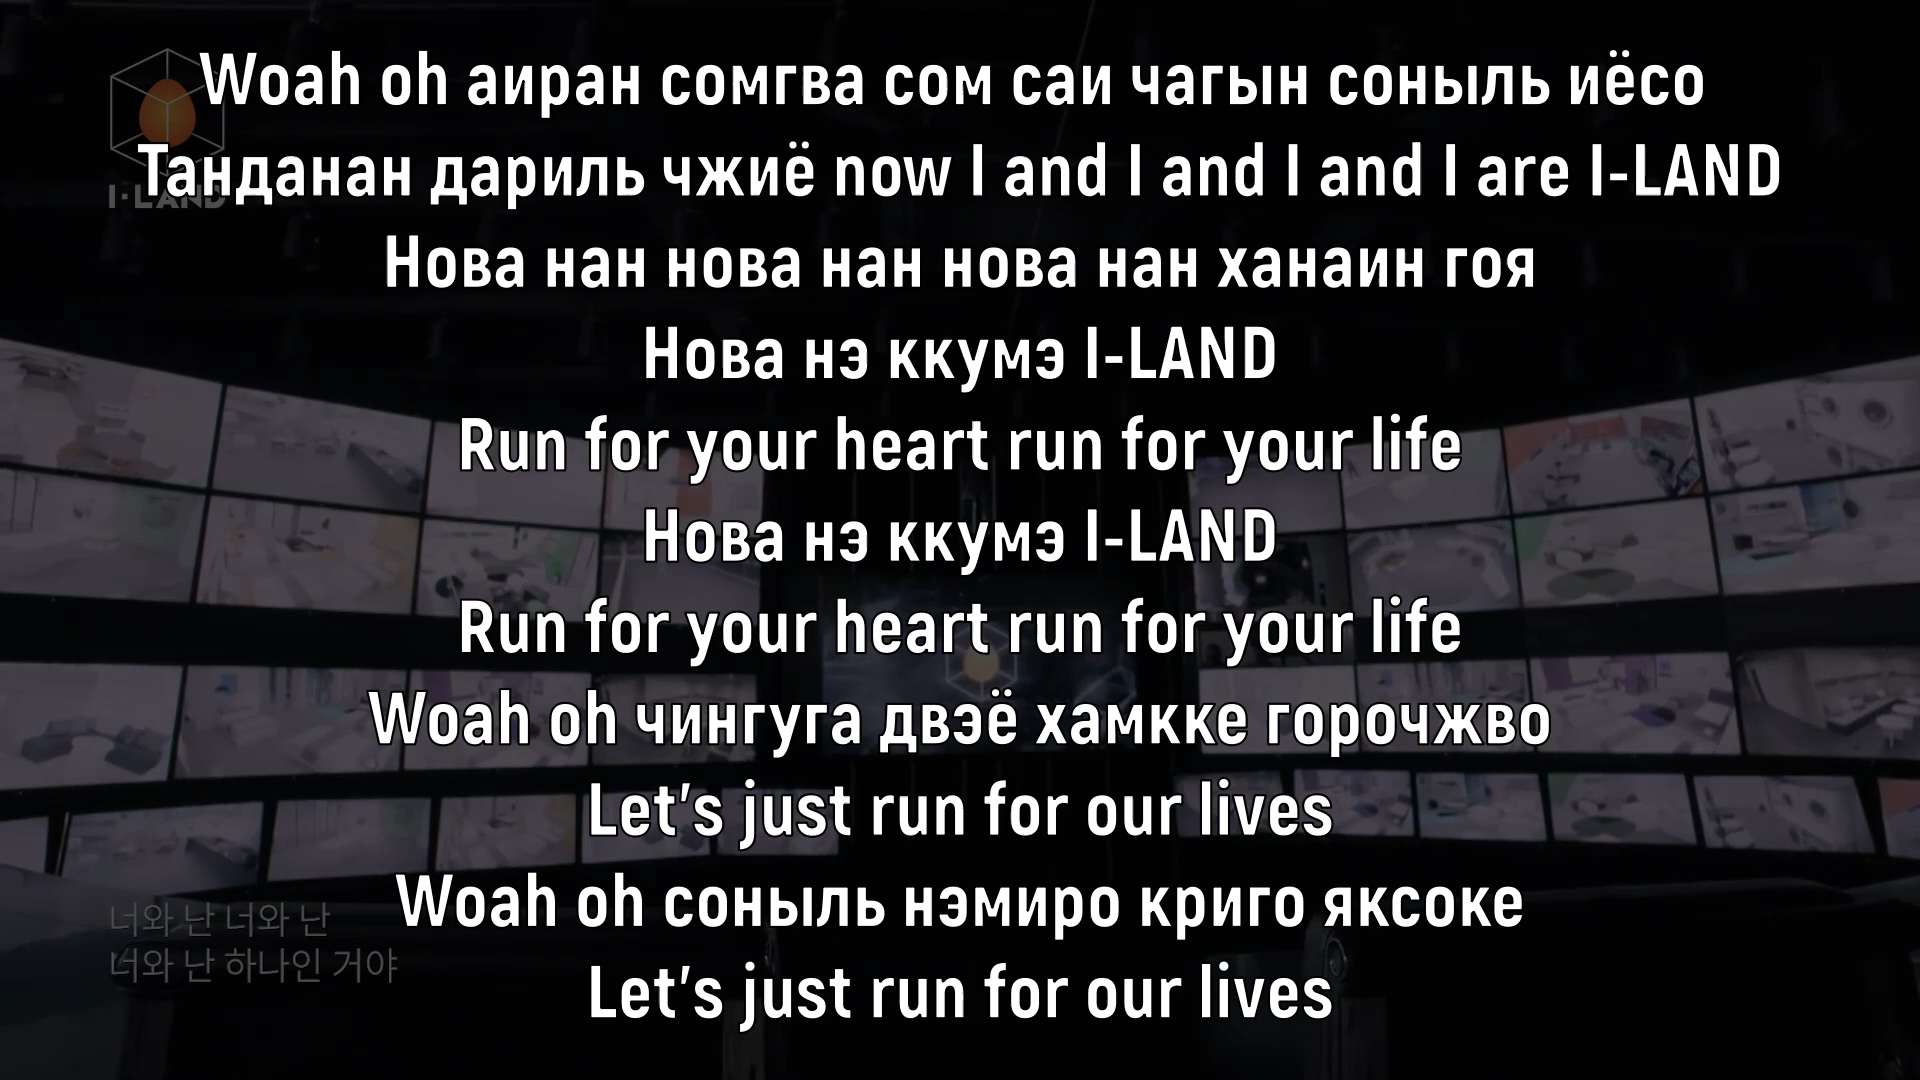 Woah oh аиран сомгва сом саи чагын соныль иёсо
Танданан дариль чжиё now I and I and I and I are I-LAND
Нова нан нова нан нова нан ханаин гоя
Нова нэ ккумэ I-LAND
Run for your heart run for your life
Нова нэ ккумэ I-LAND
Run for your heart run for your life
Woah oh чингуга двэё хамкке горочжво
Let's just run for our lives
Woah oh соныль нэмиро криго яксоке
Let's just run for our lives
I·LAND
너와 난 너와 난
너와 난 하나인 거야